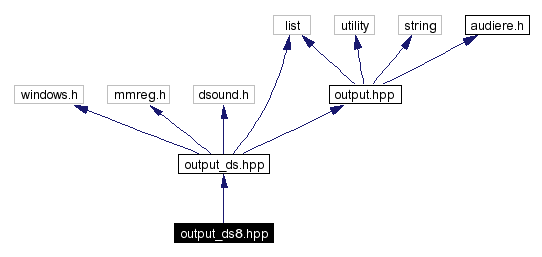 list
utility
string
audiere.h
windows.h
mmreg.h
dsound.h
output.hpp
output_ds.hpp
output_ds8.hpp